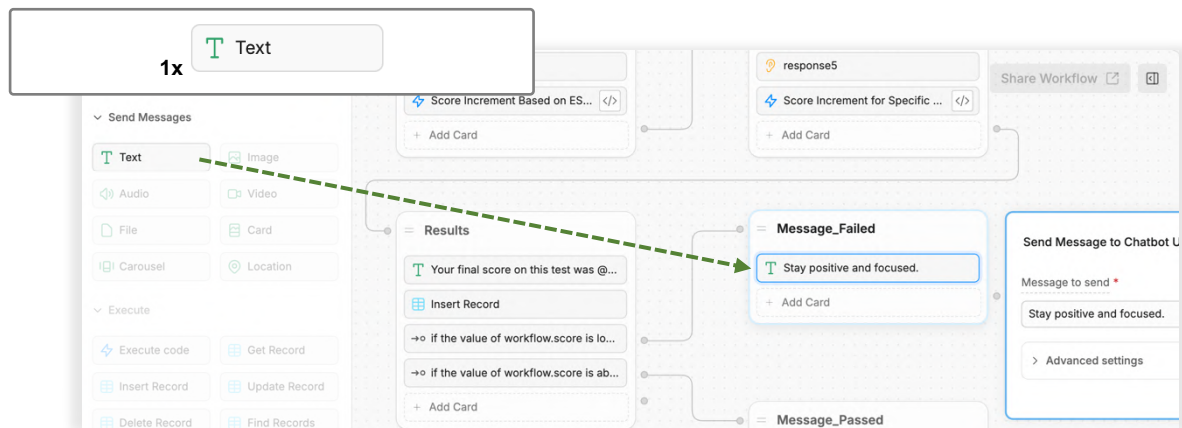 Text
1x
Send Messages
Text
Image
Audio
Video
File
Card
Carousel
Location
Execute
Execute code
Get Record
Insert Record
Update Record
Delete Record
Find Records
Score Increment Based on ES...
</>
+ Add Card
response5
Score Increment for Specific ...
</>
+ Add Card
Share Workflow
Results
Your final score on this test was @...
Insert Record
if the value of workflow.score is lo...
if the value of workflow.score is ab...
+ Add Card
Message_Failed
Stay positive and focused.
+ Add Card
Message_Passed
Send Message to Chatbot U
Message to send *
Stay positive and focused.
Advanced settings